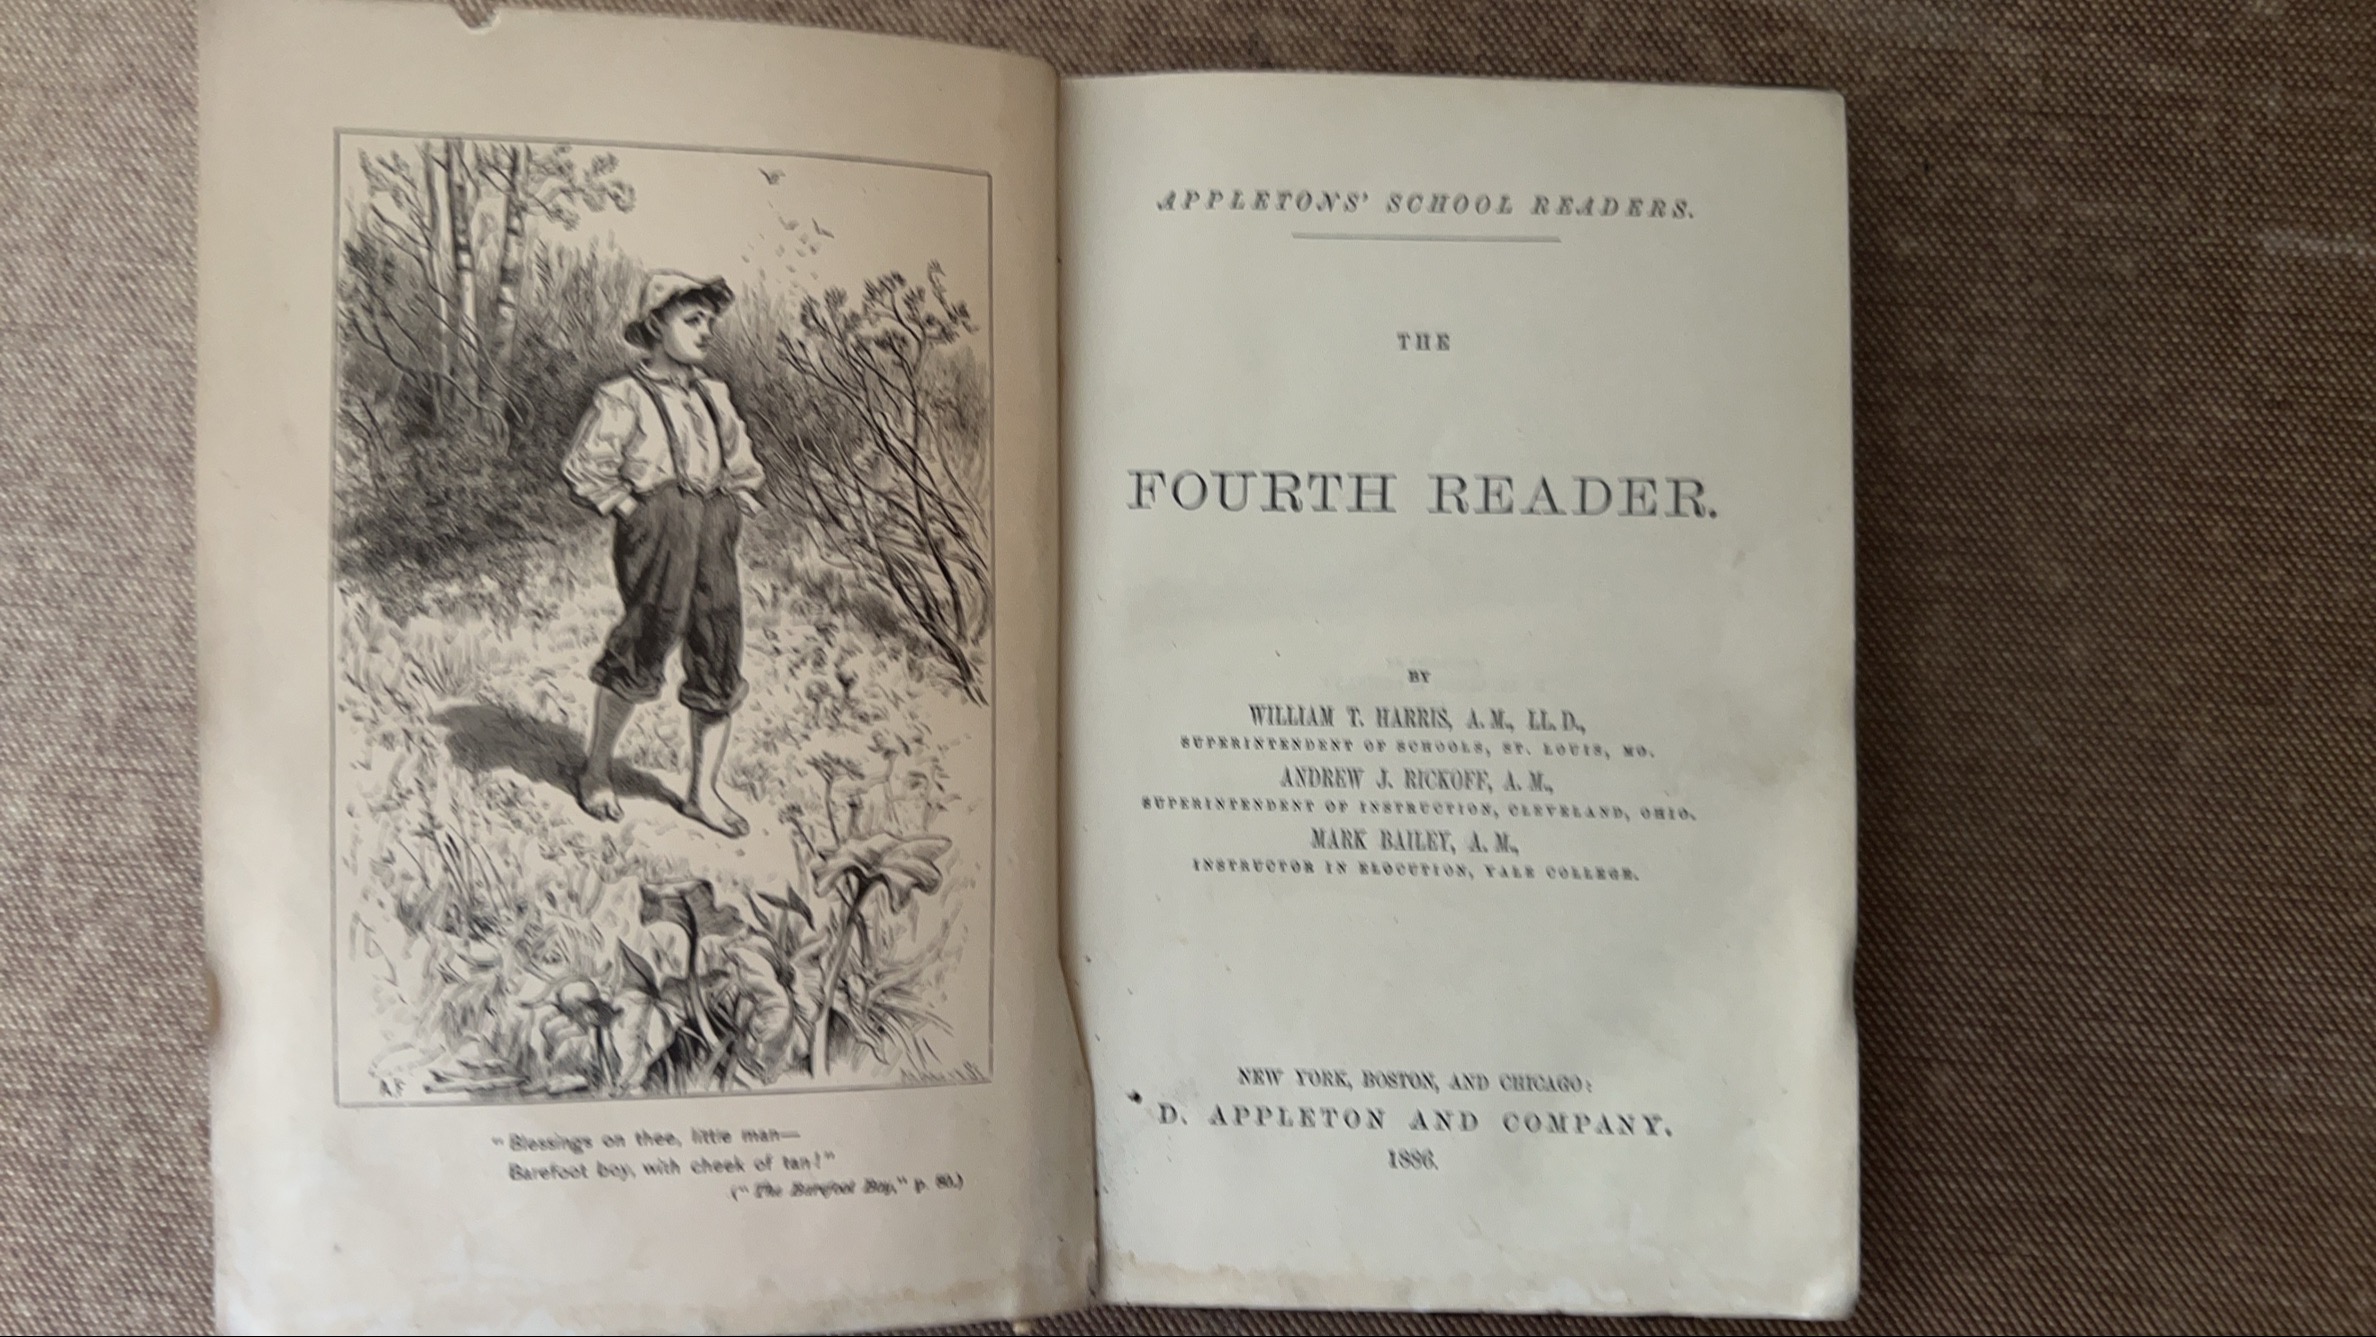 A.F
"Blessings on thee, little man—
Barefoot boy, with cheek of tan!"
("The Barefoot Boy," p. 80.)
APPLETONS' SCHOOL READERS.
THE
FOURTH READER.
BY
WILLIAM T. HARRIS, A. M., LL. D.,
SUPERINTENDENT OF SCHOOLS, ST. LOUIS, MO.
ANDREW J. RICKOFF, A. M.,
SUPERINTENDENT OF INSTRUCTION, CLEVELAND, OHIO.
MARK BAILEY, A. M.,
INSTRUCTOR IN ELOCUTION, YALE COLLEGE.
NEW YORK, BOSTON, AND CHICAGO:
D. APPLETON AND COMPANY.
1886.